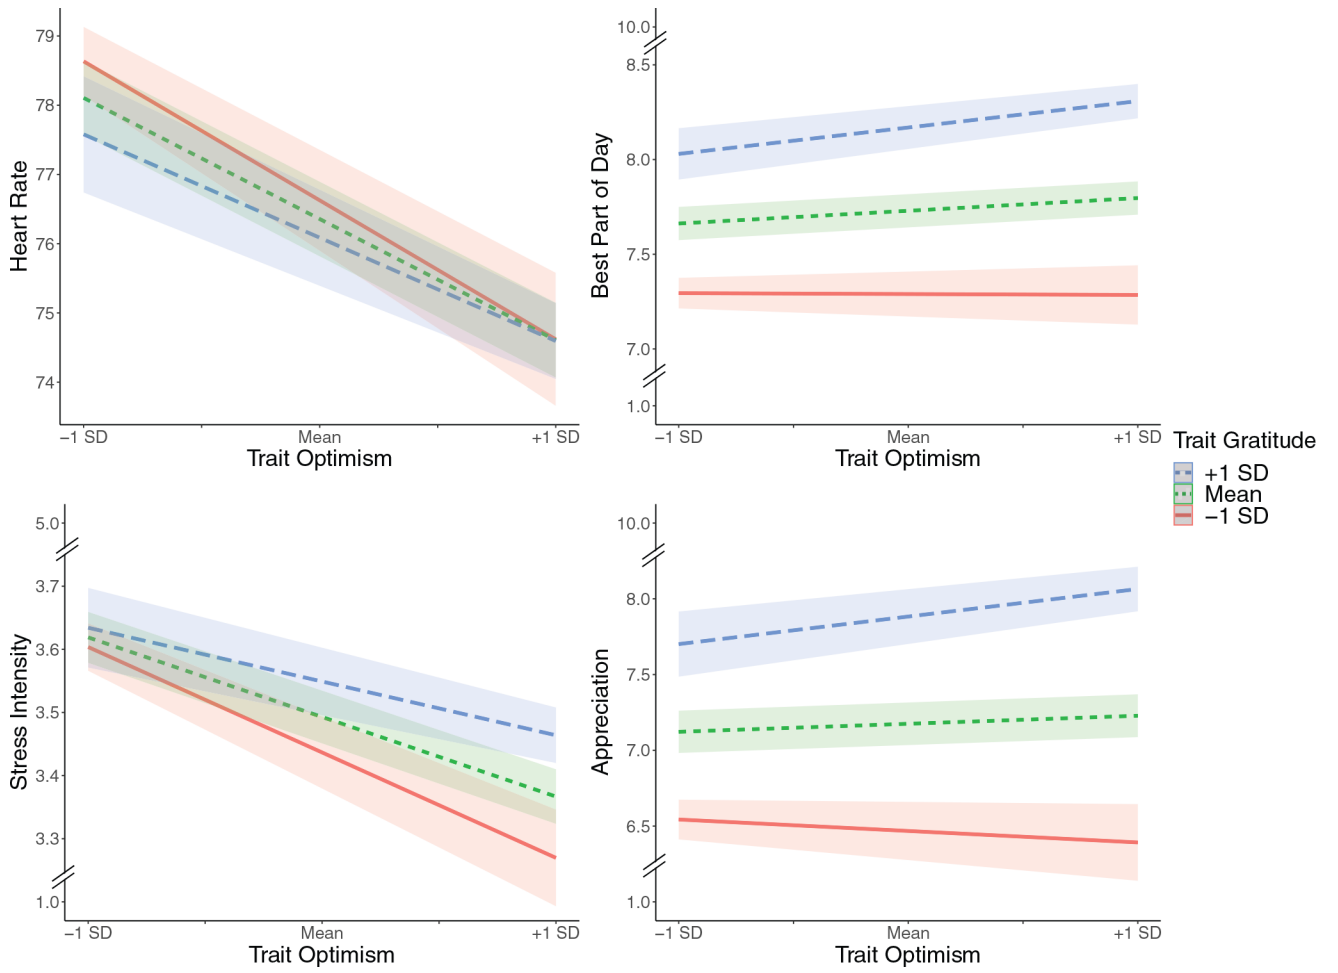 Heart Rate
79
78
77
76
75
74
−1 SD Mean +1 SD
Trait Optimism
Best Part of Day
10.0
8.5
8.0
7.5
7.0
1.0
−1 SD Mean +1 SD
Trait Optimism
Trait Gratitude
+1 SD
Mean
−1 SD
Stress Intensity
5.0
3.7
3.6
3.5
3.4
3.3
1.0
−1 SD Mean +1 SD
Trait Optimism
Appreciation
10.0
8.0
7.5
7.0
6.5
1.0
−1 SD Mean +1 SD
Trait Optimism